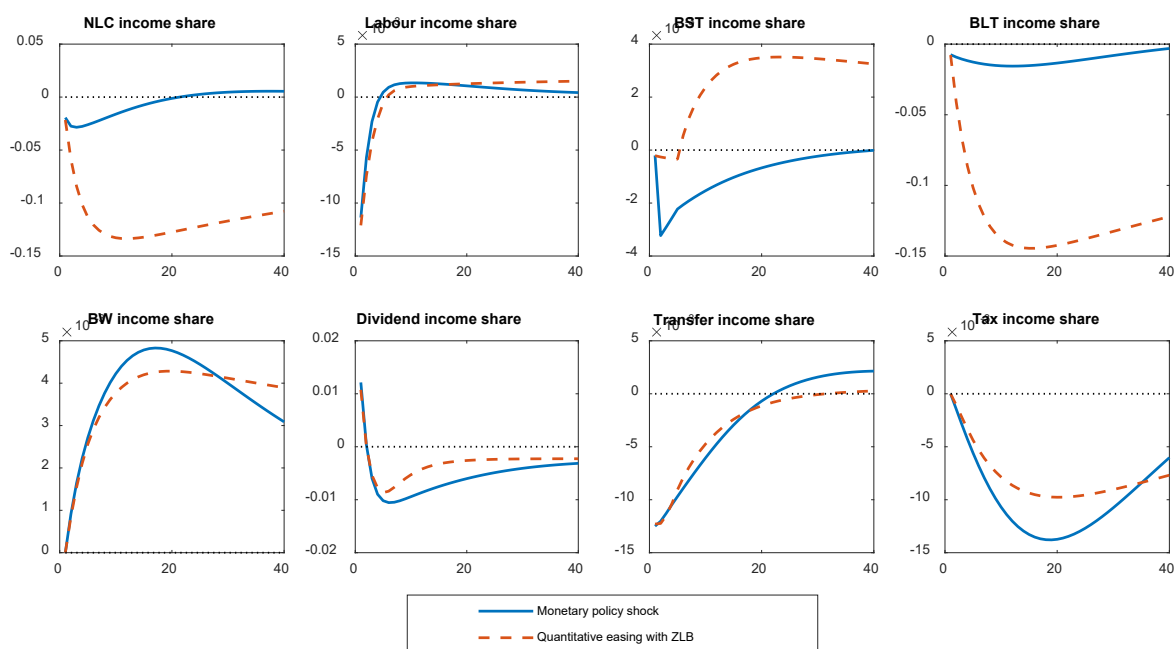 NLC income share
0.05
0
-0.05
-0.1
-0.15
0 20 40
Labour income share
× 10
5
0
-5
-10
-15
0 20 40
BST income share
× 10
4
2
0
-2
-4
0 20 40
BLT income share
0
-0.05
-0.1
-0.15
0 20 40
BW income share
× 10
5
4
3
2
1
0
0 20 40
Dividend income share
0.02
0.01
0
-0.01
-0.02
0 20 40
Transfer income share
× 10
5
0
-5
-10
-15
0 20 40
Tax income share
× 10
5
0
-5
-10
-15
0 20 40
Monetary policy shock
Quantitative easing with ZLB